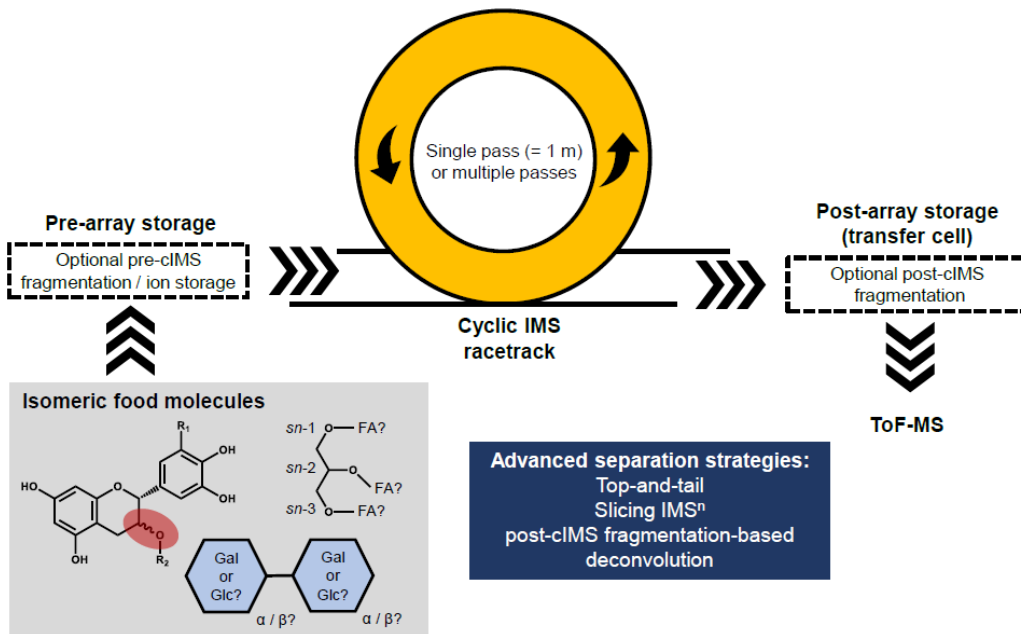 Single pass (= 1 m)
or multiple passes
Pre-array storage
Optional pre-cIMS
fragmentation / ion storage
Post-array storage
(transfer cell)
Optional post-cIMS
fragmentation
Cyclic IMS
racetrack
ToF-MS
Isomeric food molecules
R₁
OH
HO
O
OH
O
OH
R₂
sn-1
O
FA?
sn-2
O
FA?
sn-3
O
FA?
Gal
or
Glc?
α / β?
Gal
or
Glc?
α / β?
Advanced separation strategies:
Top-and-tail
Slicing IMSⁿ
post-cIMS fragmentation-based
deconvolution